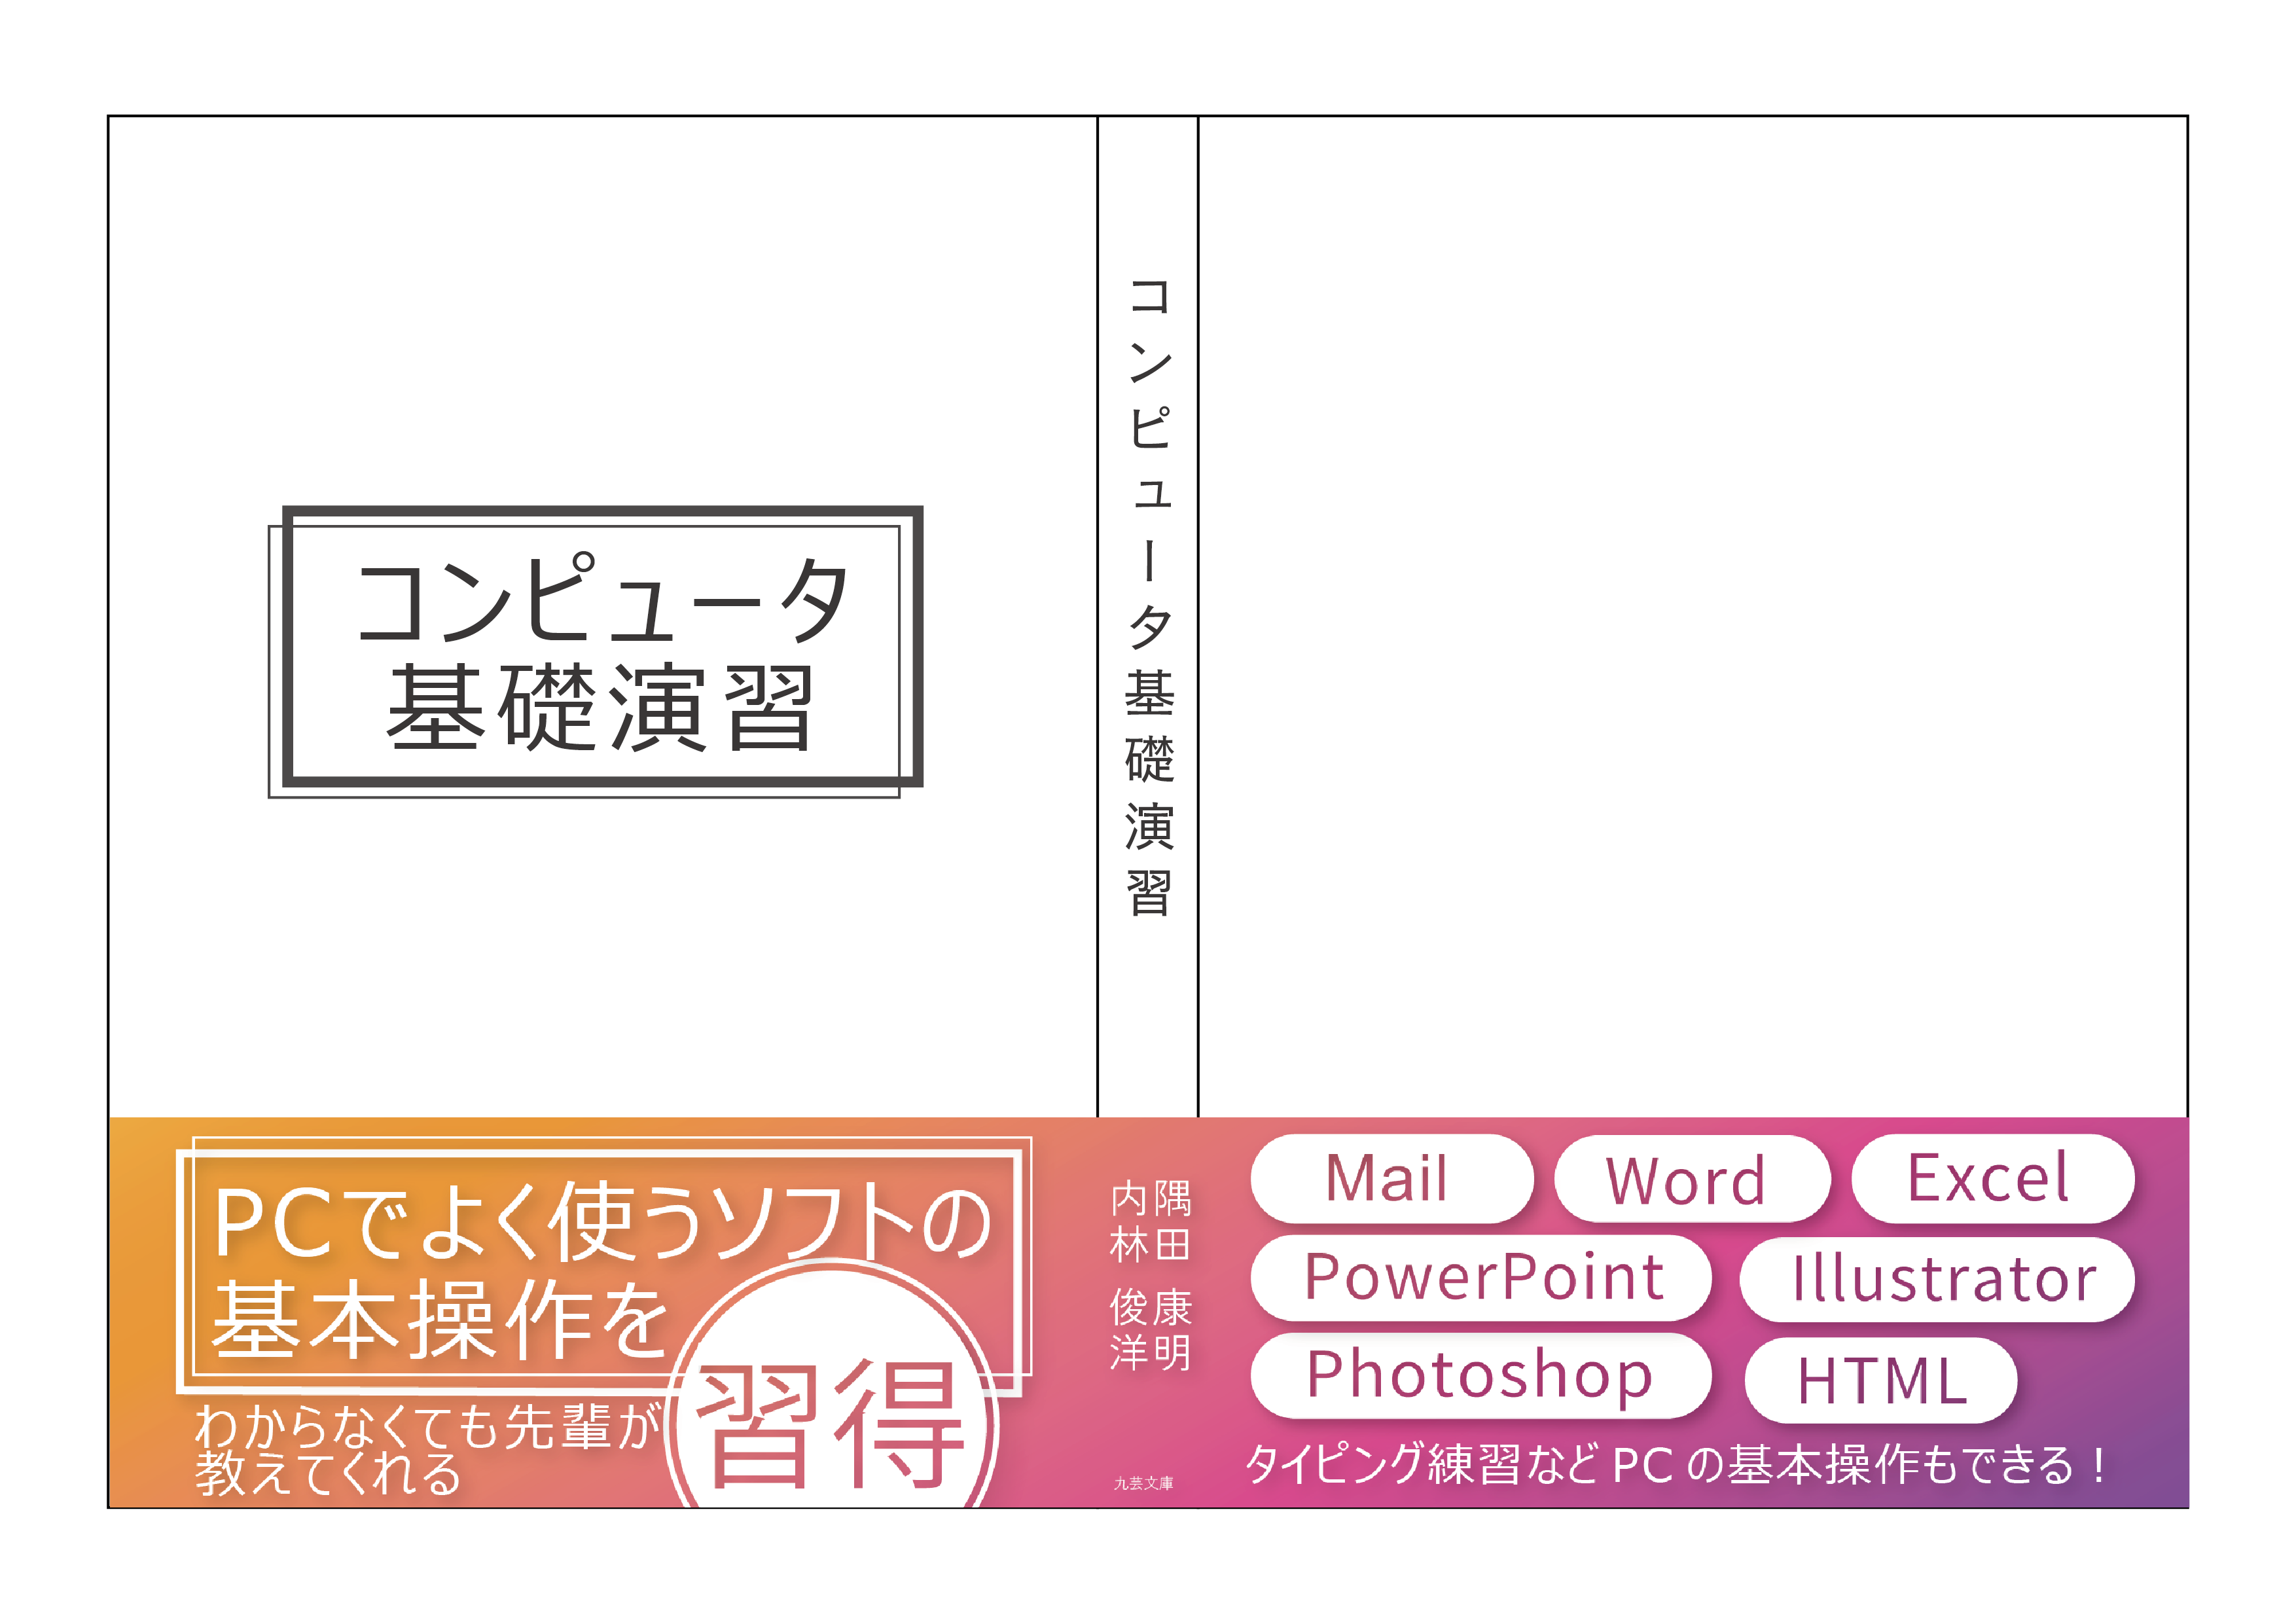 コンピュータ
基礎演習
PCでよく使うソフトの
基本操作を
習得
わからなくても先輩が
教えてくれる
コンピュータ基礎演習
隅田 康明
内林 俊洋
九芸文庫
Mail
Word
Excel
PowerPoint
Illustrator
Photoshop
HTML
タイピング練習など PC の基本操作もできる！